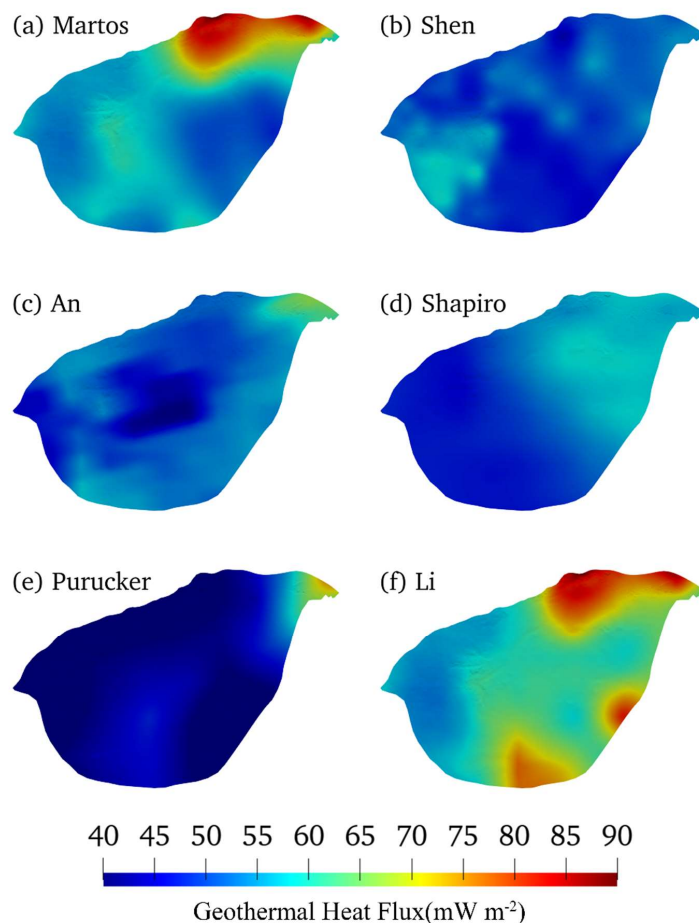 (a) Martos
(b) Shen
(c) An
(d) Shapiro
(e) Purucker
(f) Li
40 45 50 55 60 65 70 75 80 85 90
Geothermal Heat Flux(mW m⁻²)